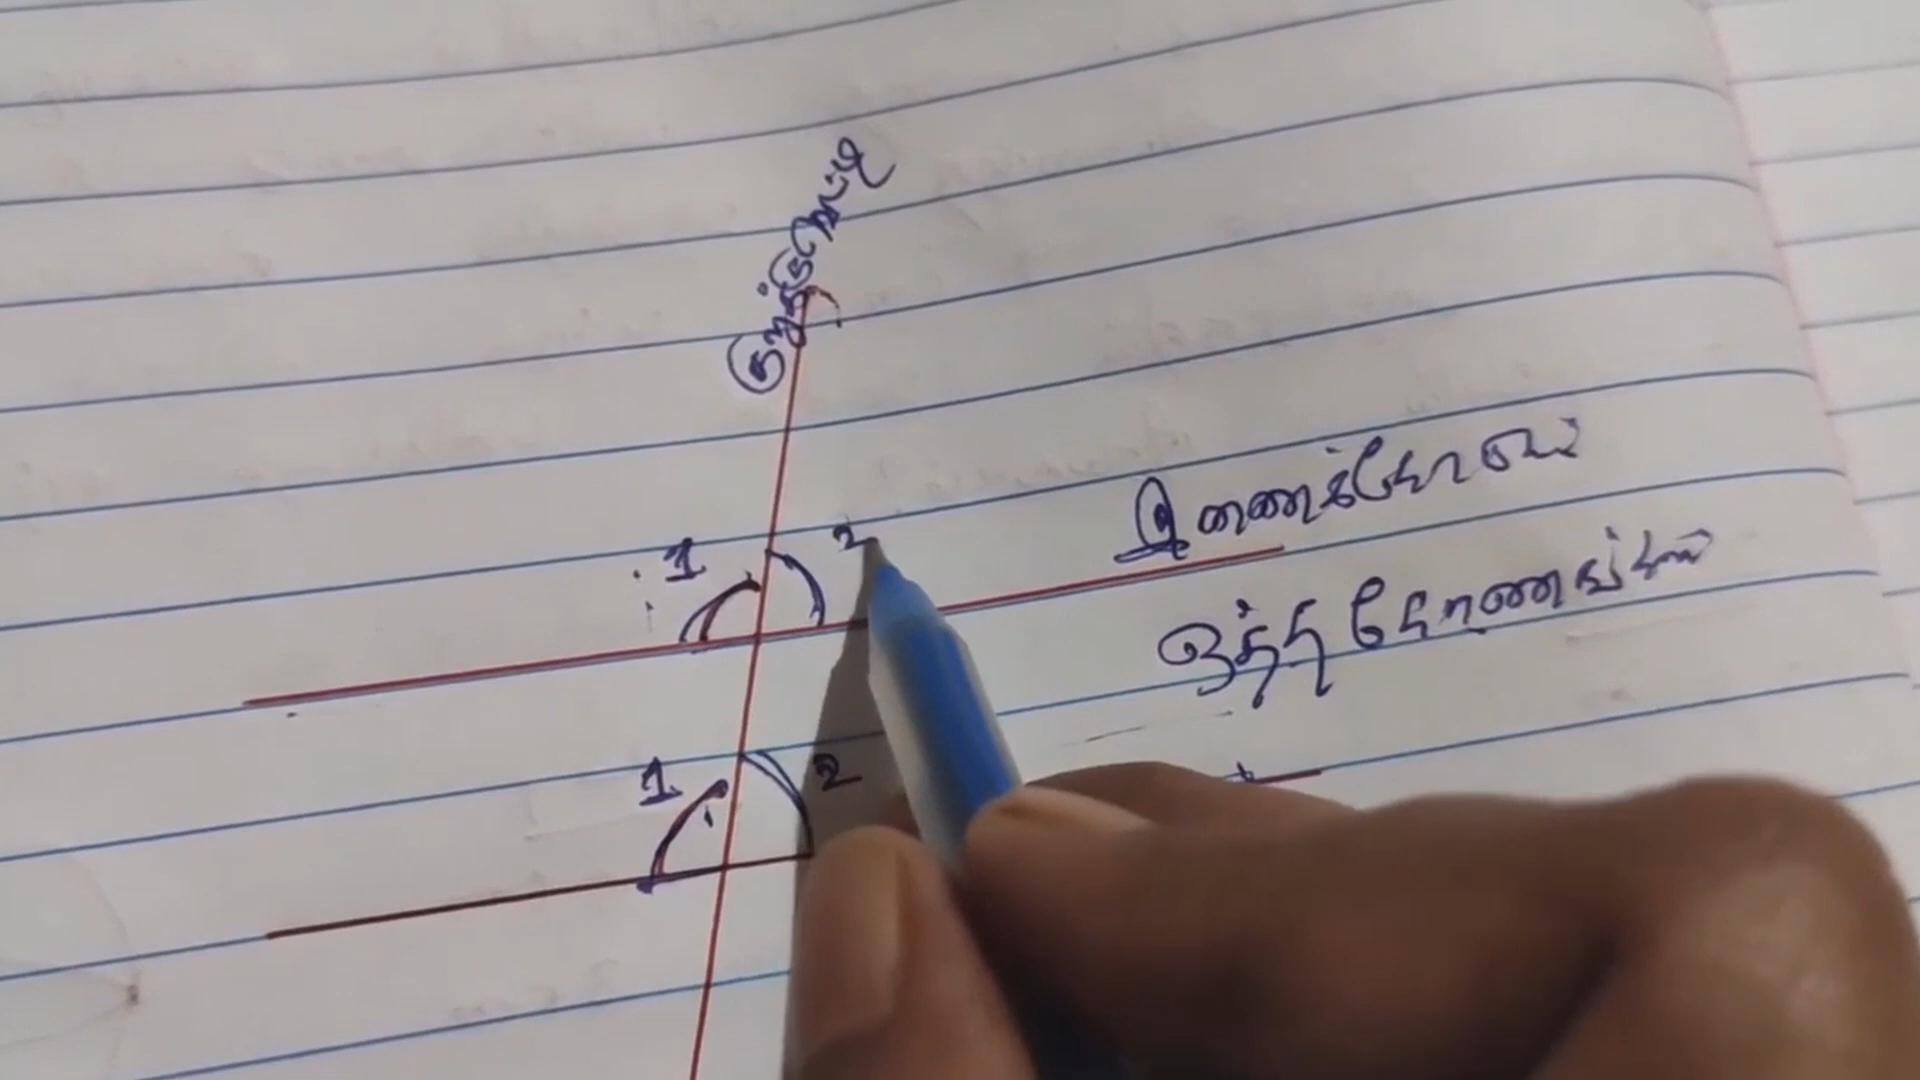 குறுக்குவெட்டி
1 2
இணைகோடு
ஒத்த கோணங்கள்
1 2